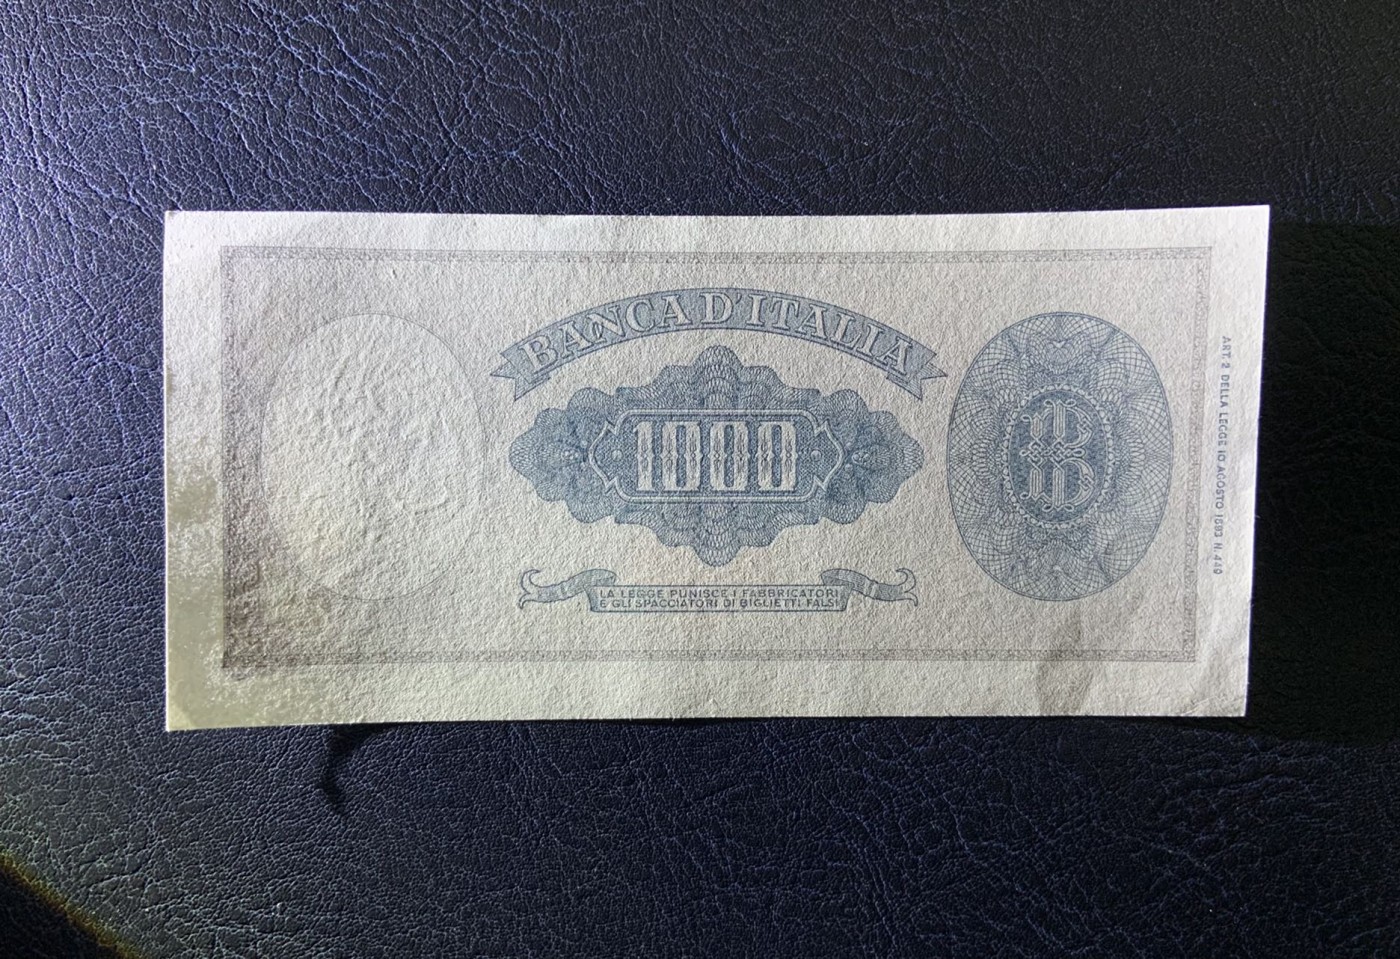 BANCA D'ITALIA
1000
B
LA LEGGE PUNISCE I FABBRICATORI
E GLI SPACCIATORI DI BIGLIETTI FALSI
ART. 2 DELLA LEGGE 10 AGOSTO 1893 N. 449